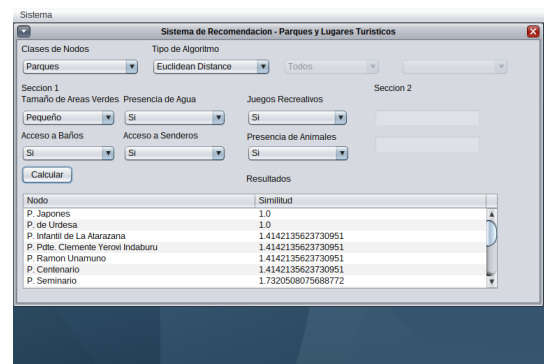 Sistema
Sistema de Recomendacion - Parques y Lugares Turisticos
Clases de Nodos Tipo de Algoritmo
Parques Euclidean Distance Todos
Seccion 1 Seccion 2
Tamaño de Areas Verdes Presencia de Agua Juegos Recreativos
Pequeño Si Si
Acceso a Baños Acceso a Senderos Presencia de Animales
Si Si Si
Calcular Resultados
Nodo Similitud
P. Japones 1.0
P. de Urdesa 1.0
P. Infantil de La Atarazana 1.4142135623730951
P. Pdte. Clemente Yerovi Indaburu 1.4142135623730951
P. Ramon Unamuno 1.4142135623730951
P. Centenario 1.4142135623730951
P. Seminario 1.7320508075688772